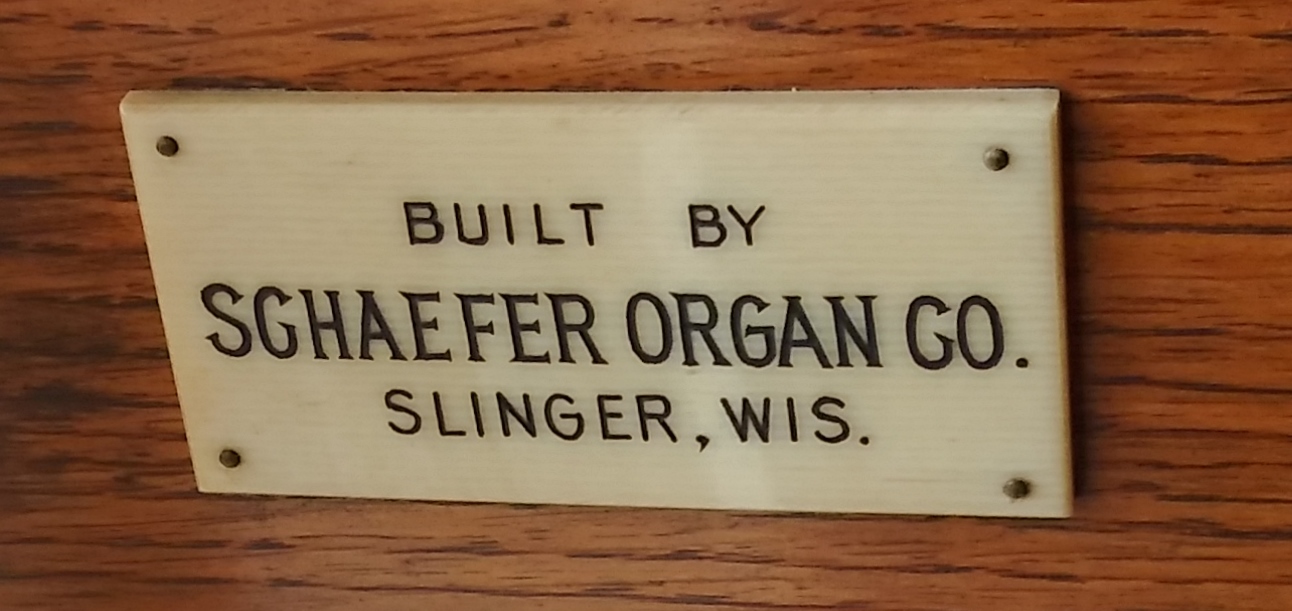 BUILT BY
SCHAEFER ORGAN CO.
SLINGER, WIS.